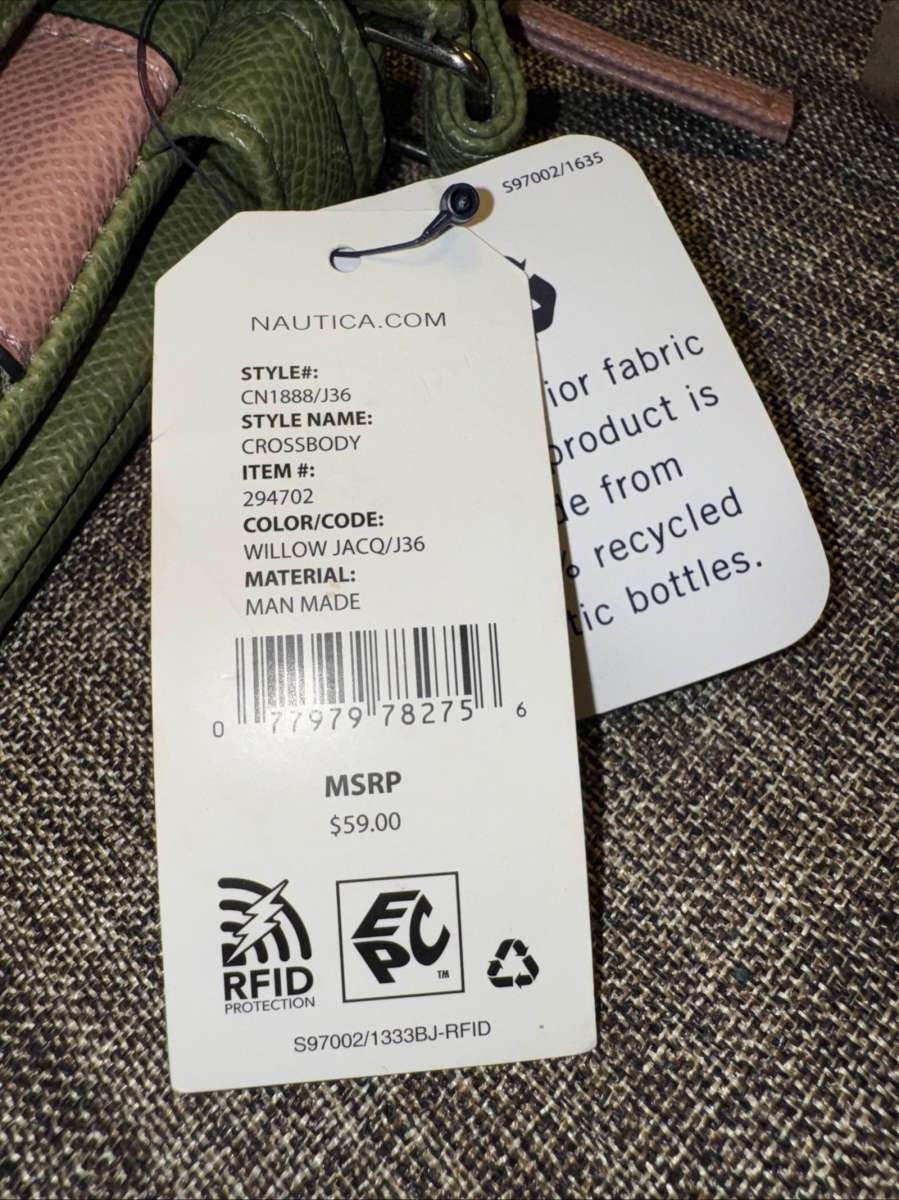 NAUTICA.COM
STYLE#:
CN1888/J36
STYLE NAME:
CROSSBODY
ITEM #:
294702
COLOR/CODE:
WILLOW JACQ/J36
MATERIAL:
MAN MADE
0 77979 78275 6
MSRP
$59.00
RFID
PROTECTION
EPC
TM
S97002/1333BJ-RFID
S97002/1635
ior fabric
product is
de from
% recycled
tic bottles.